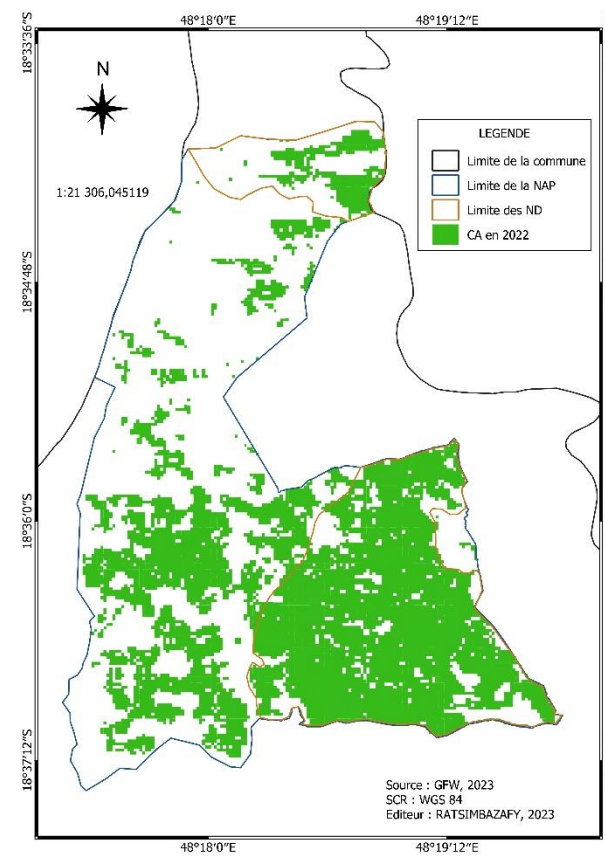 48°18'0"E 48°19'12"E
18°33'36"S
N
LEGENDE
Limite de la commune
Limite de la NAP
Limite des ND
CA en 2022
1:21 306,045119
18°34'48"S
18°36'0"S
18°37'12"S
Source : GFW, 2023
SCR : WGS 84
Editeur : RATSIMBAZAFY, 2023
48°18'0"E 48°19'12"E